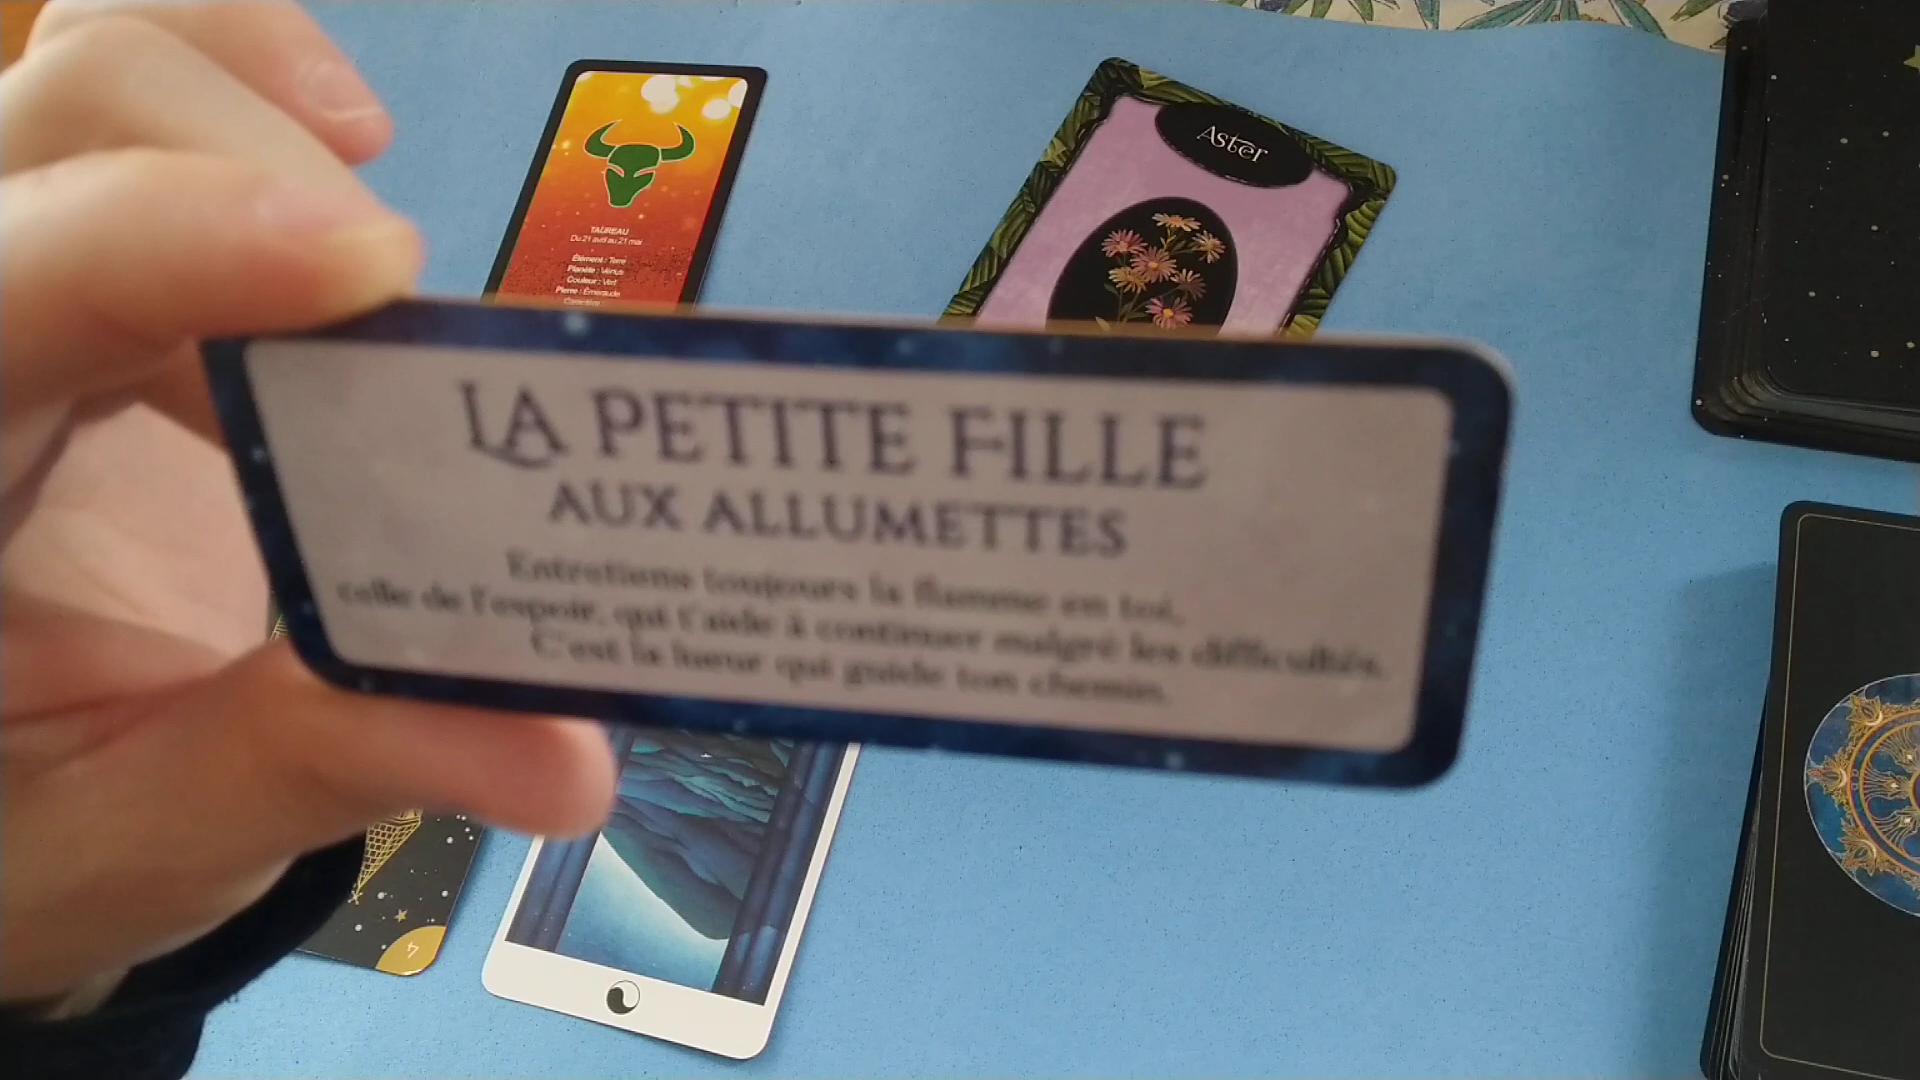 TAUREAU
Du 21 avril au 21 mai
Élément : Terre
Planète : Vénus
Couleur : Vert
Pierre : Émeraude
Caractère :
Aster
LA PETITE FILLE
AUX ALLUMETTES
Entretiens toujours la flamme en toi,
celle de l'espoir, qui t'aide à continuer malgré les difficultés.
C'est la lueur qui guide ton chemin.
4